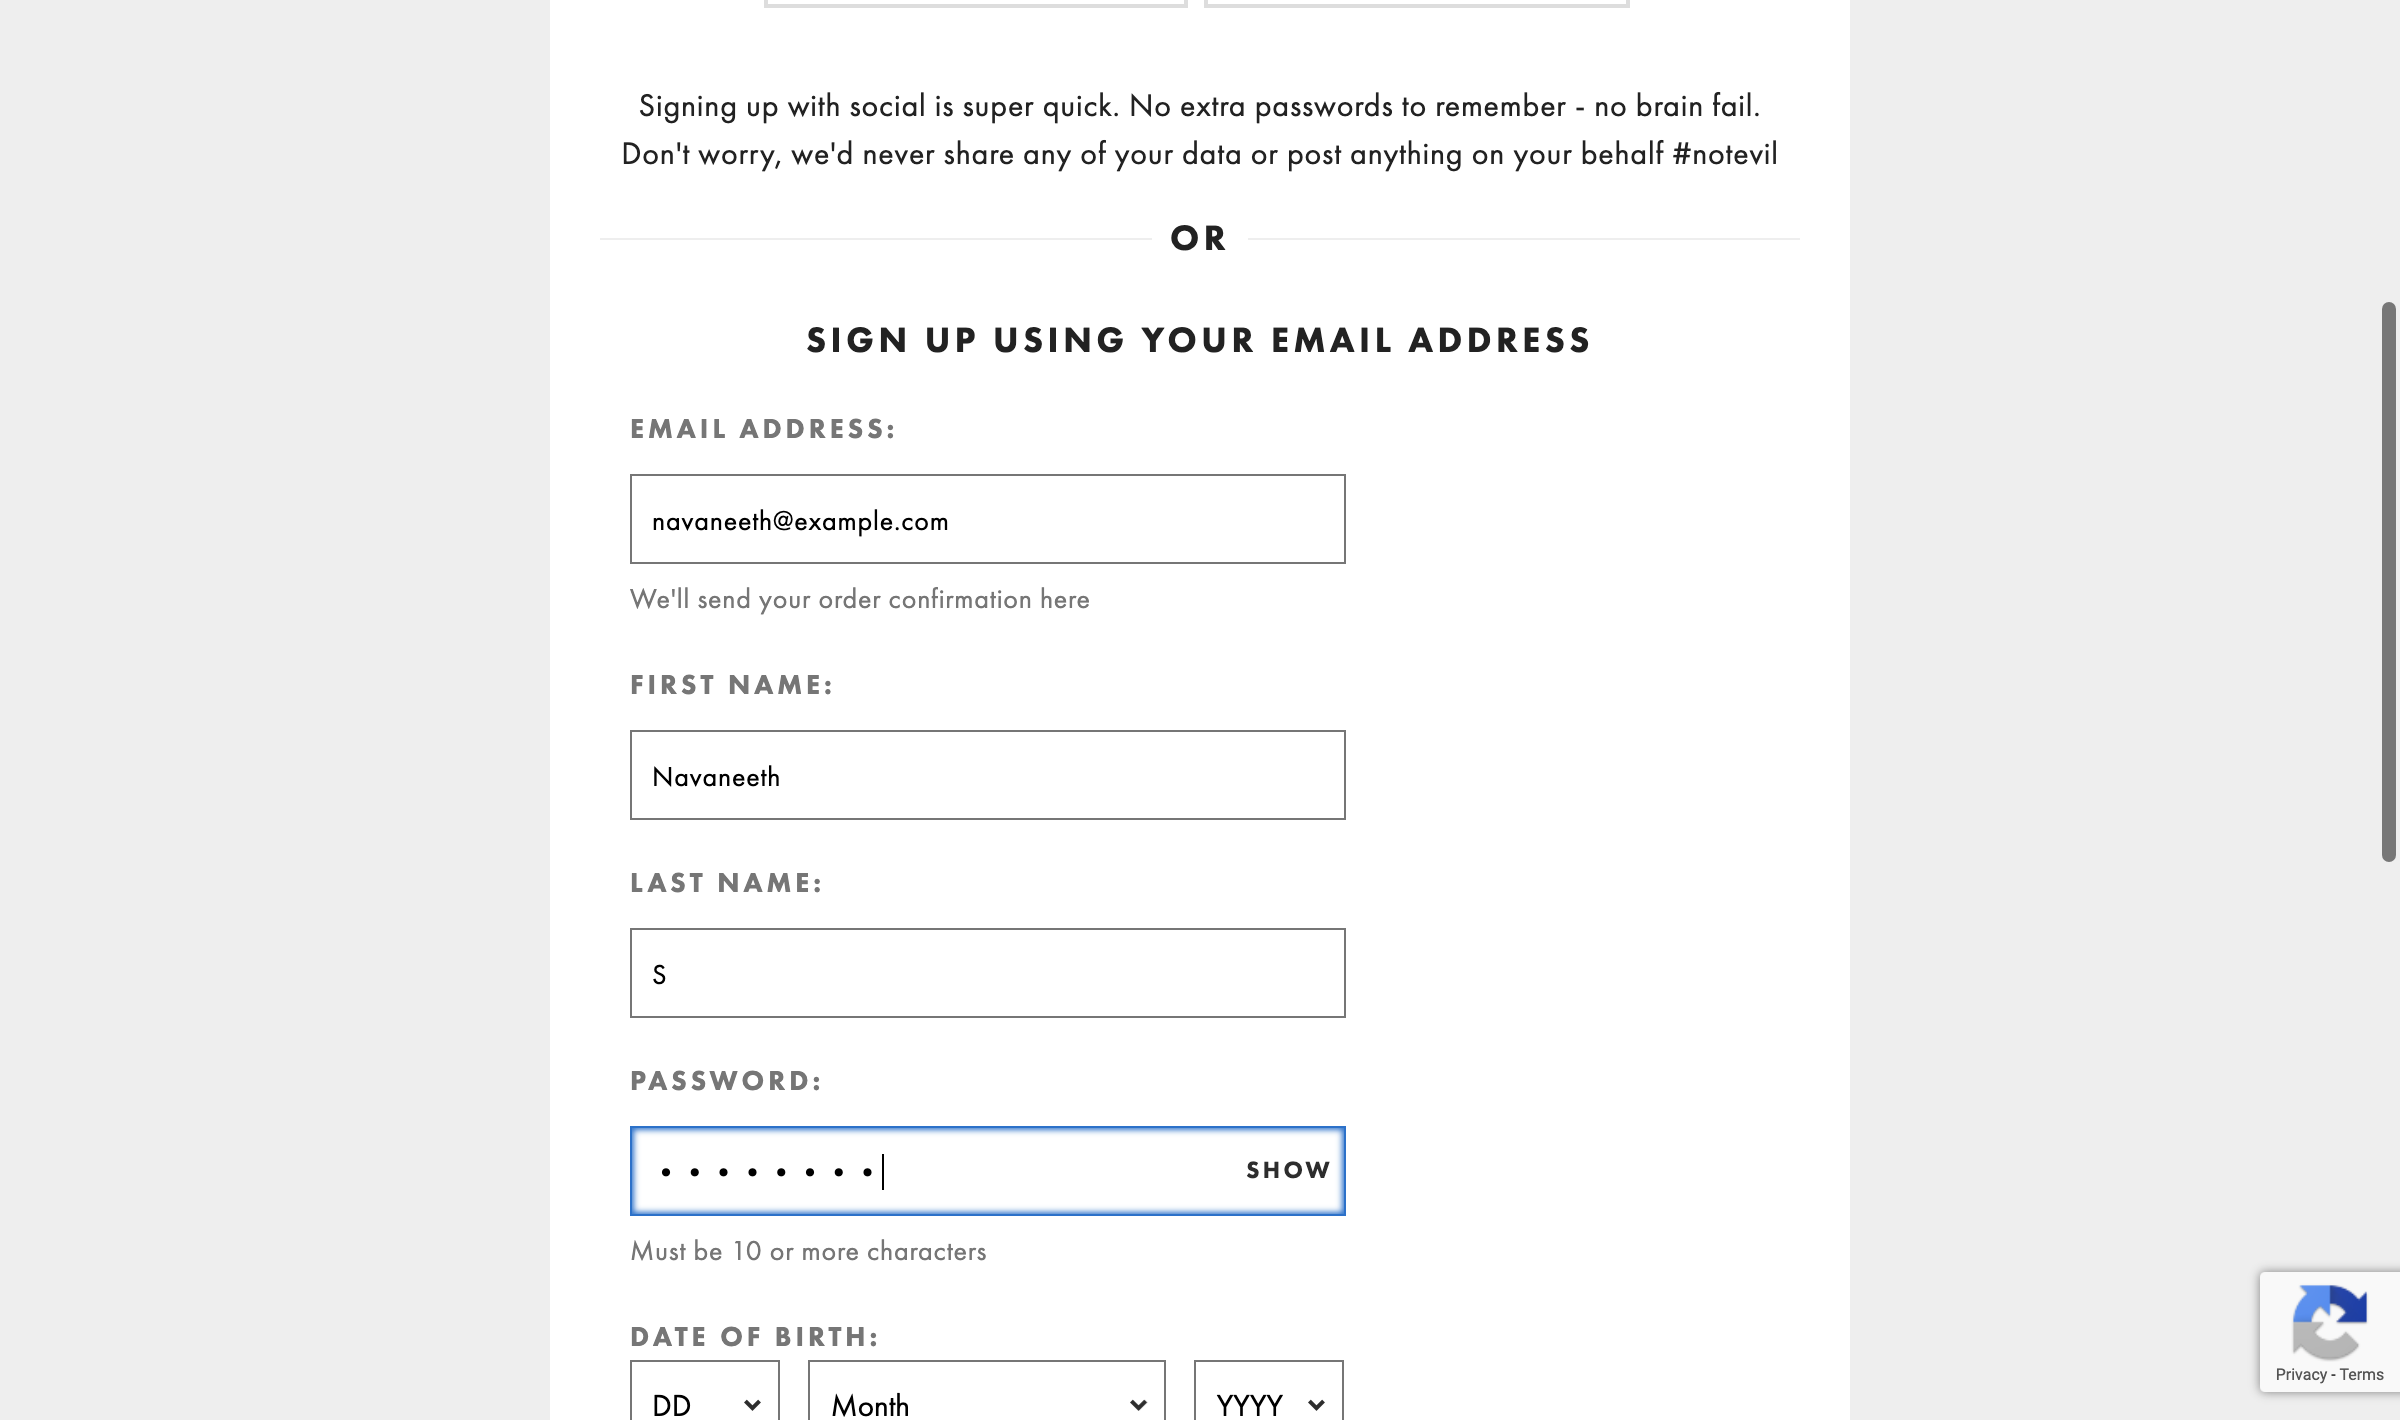 Signing up with social is super quick. No extra passwords to remember - no brain fail.
Don't worry, we'd never share any of your data or post anything on your behalf #notevil
OR
SIGN UP USING YOUR EMAIL ADDRESS
EMAIL ADDRESS:
navaneeth@example.com
We'll send your order confirmation here
FIRST NAME:
Navaneeth
LAST NAME:
S
PASSWORD:
••••••••
SHOW
Must be 10 or more characters
DATE OF BIRTH:
DD Month YYYY
Privacy - Terms